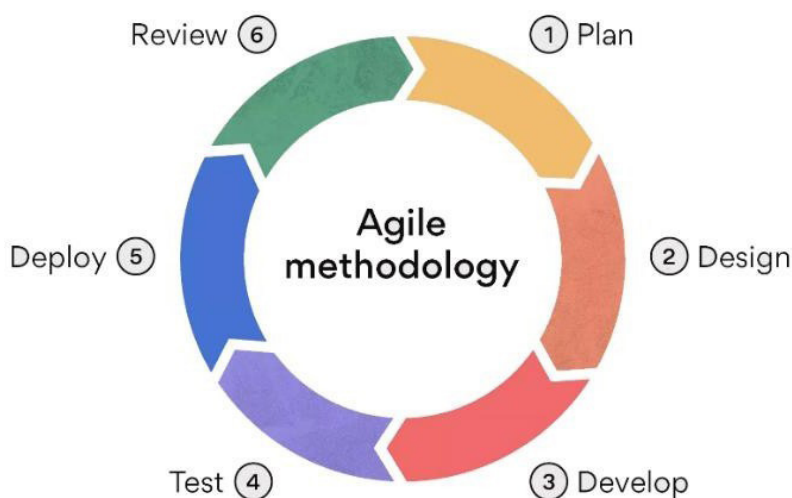 Review 6
1 Plan
Agile
methodology
Deploy 5
2 Design
Test 4
3 Develop